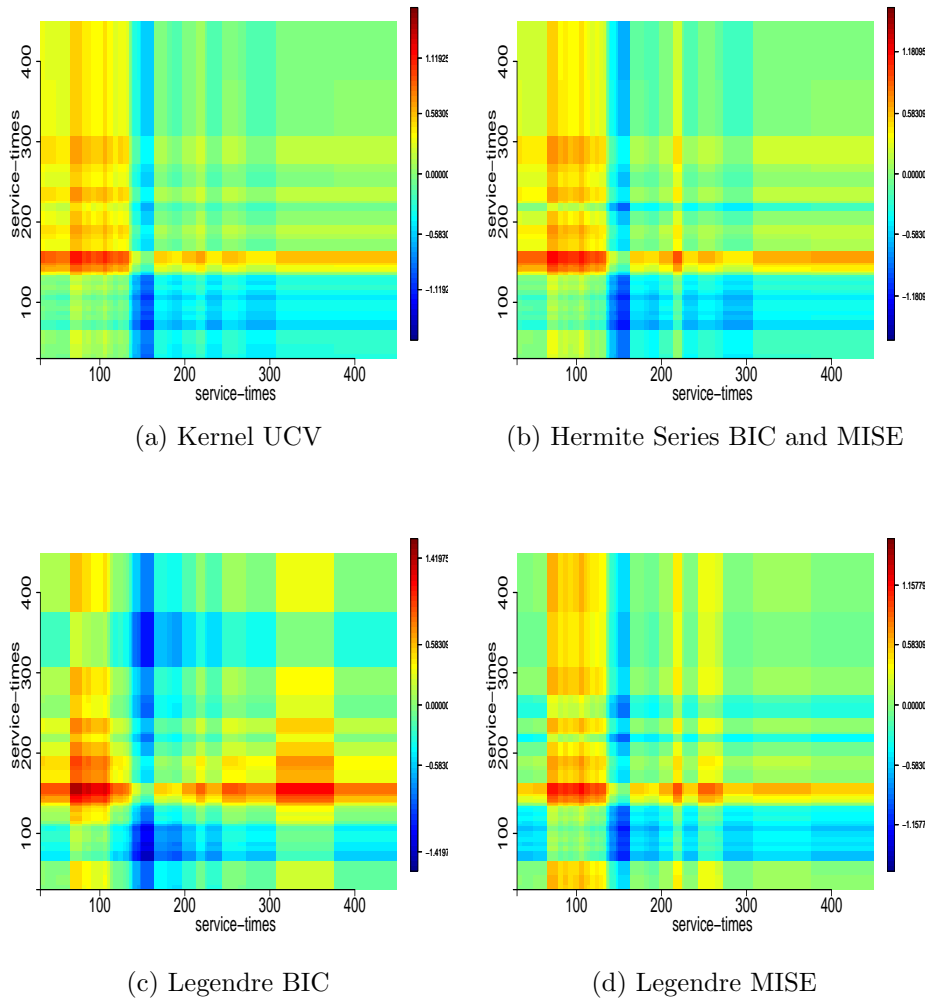 400
300
200
100
service-times
100 200 300 400
service-times
1.11925
0.58309
0.00000
-0.5830
-1.1192
(a) Kernel UCV
400
300
200
100
service-times
100 200 300 400
service-times
1.18095
0.58309
0.00000
-0.5830
-1.1809
(b) Hermite Series BIC and MISE
400
300
200
100
service-times
100 200 300 400
service-times
1.41975
0.58309
0.00000
-0.5830
-1.4197
(c) Legendre BIC
400
300
200
100
service-times
100 200 300 400
service-times
1.15779
0.58309
0.00000
-0.5830
-1.1577
(d) Legendre MISE